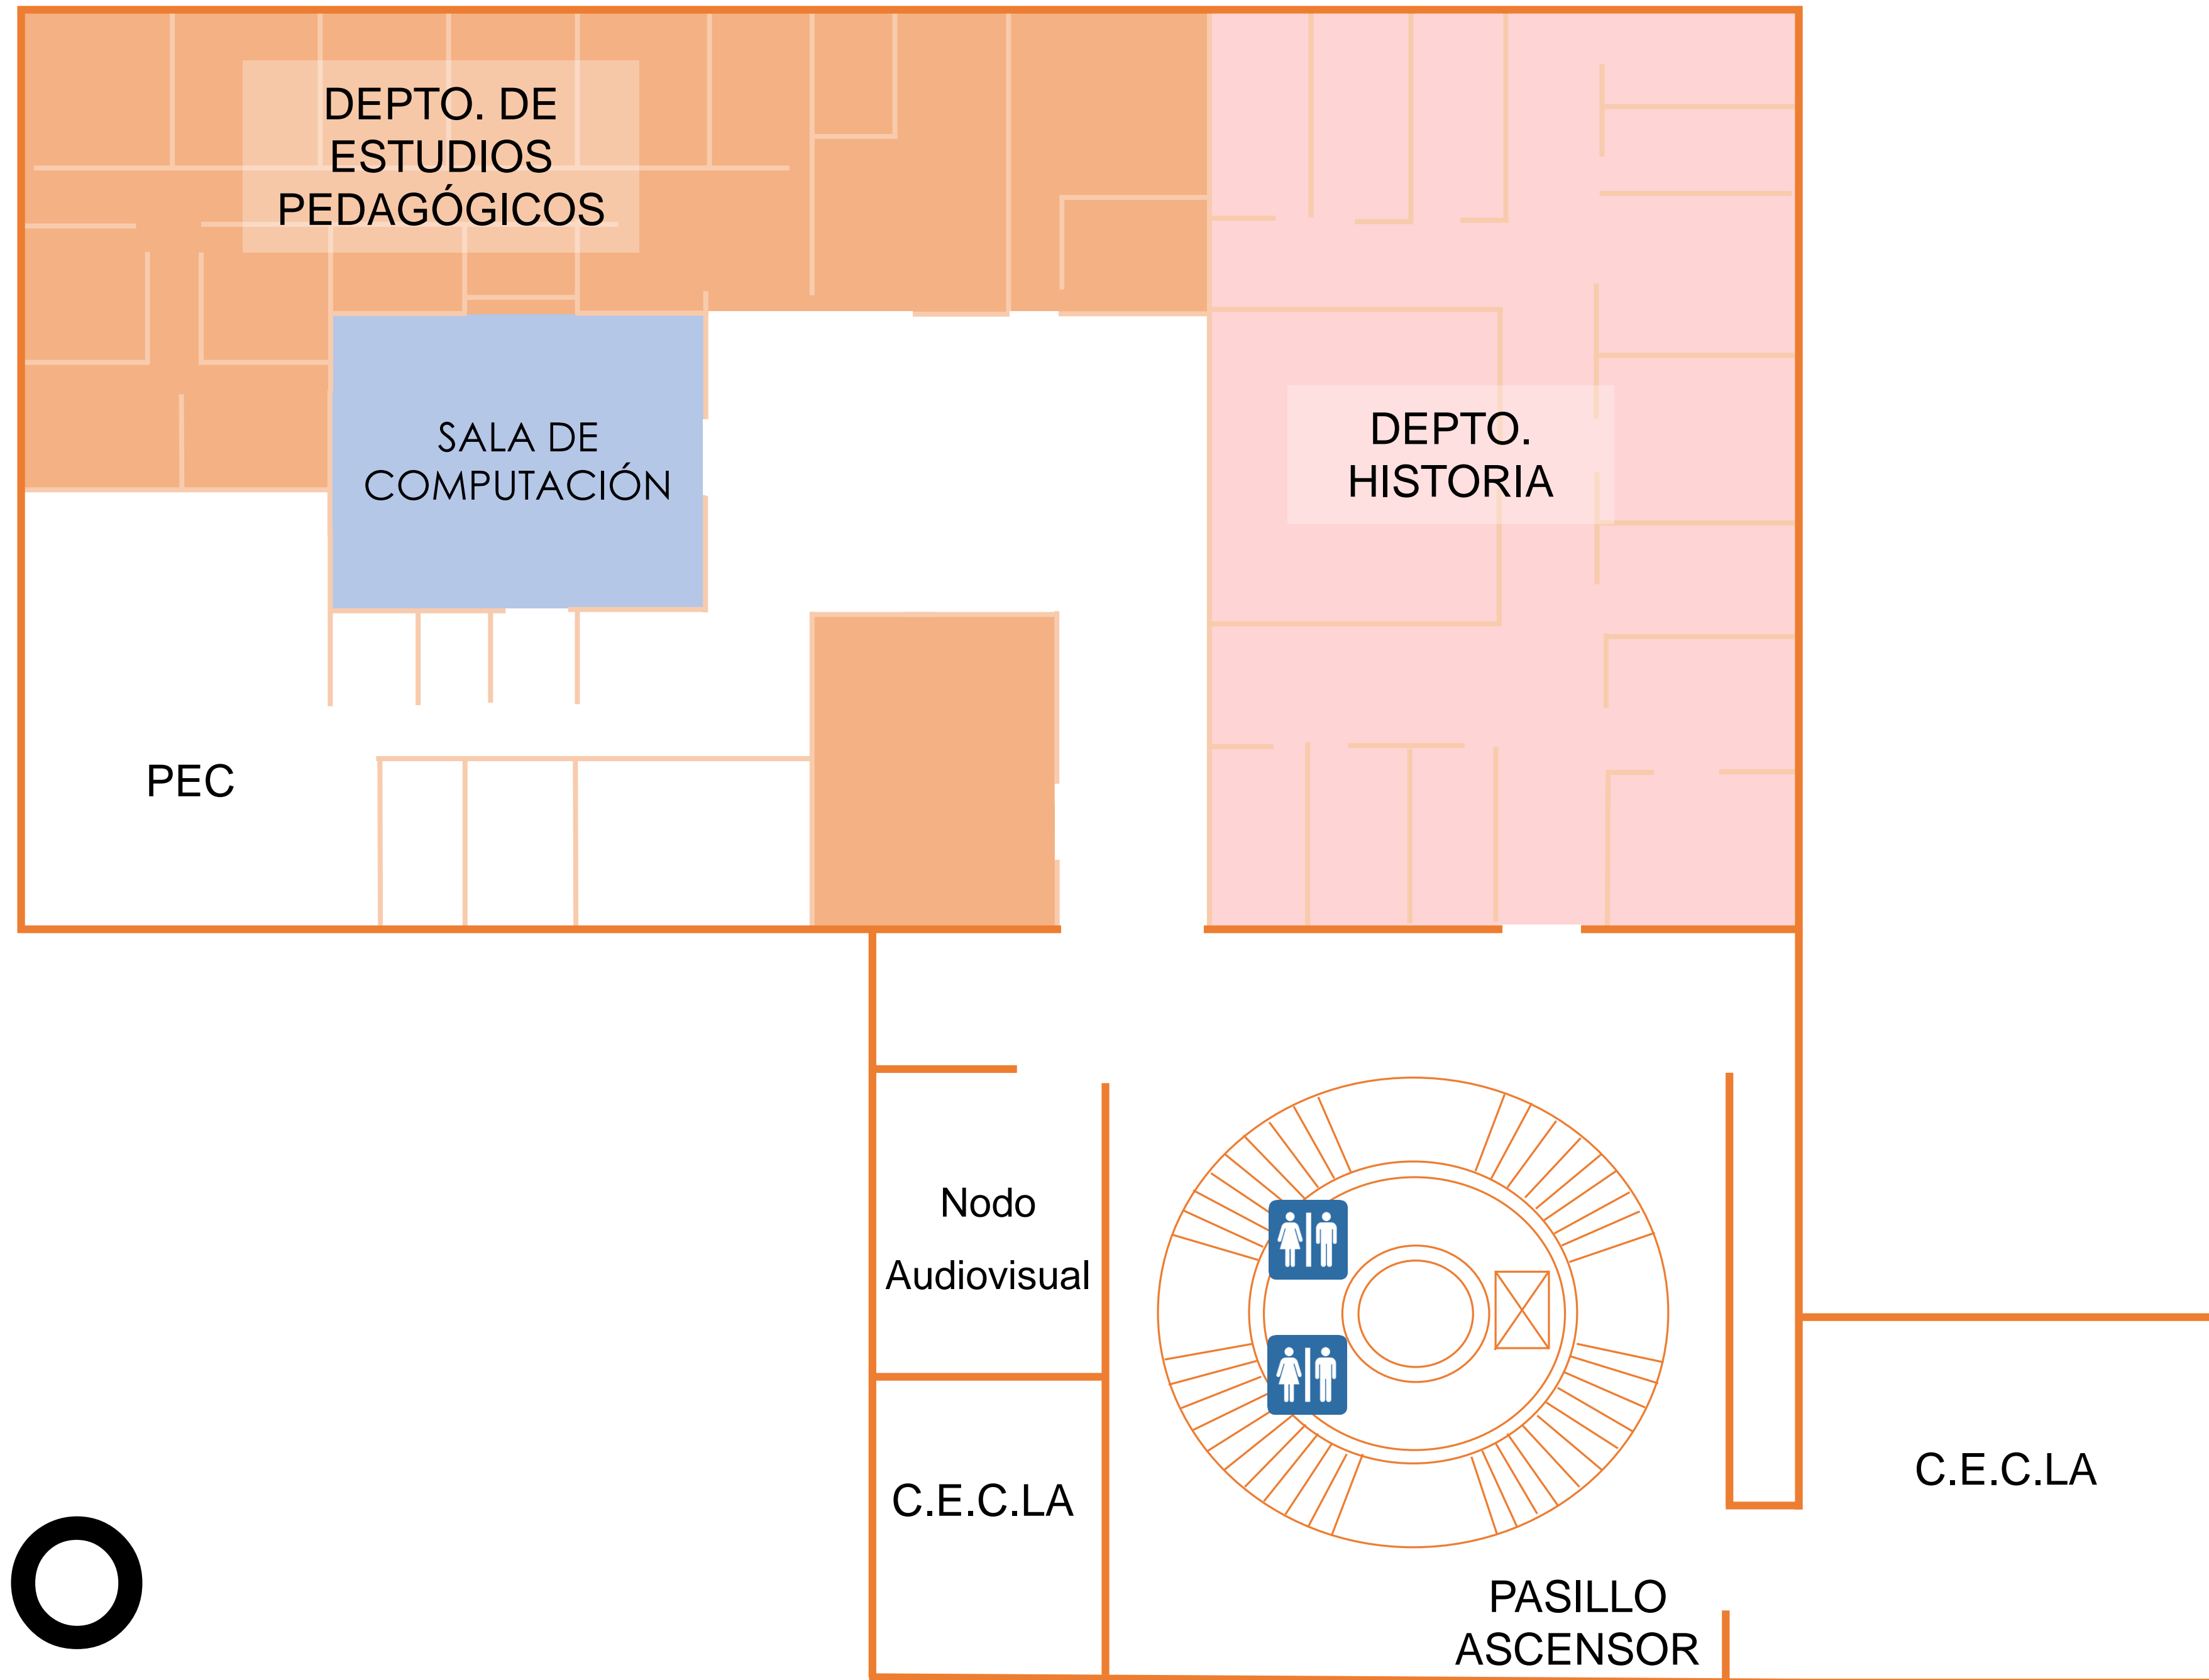 DEPTO. DE
ESTUDIOS
PEDAGÓGICOS
SALA DE
COMPUTACIÓN
DEPTO.
HISTORIA
PEC
Nodo
Audiovisual
C.E.C.LA
C.E.C.LA
PASILLO
ASCENSOR